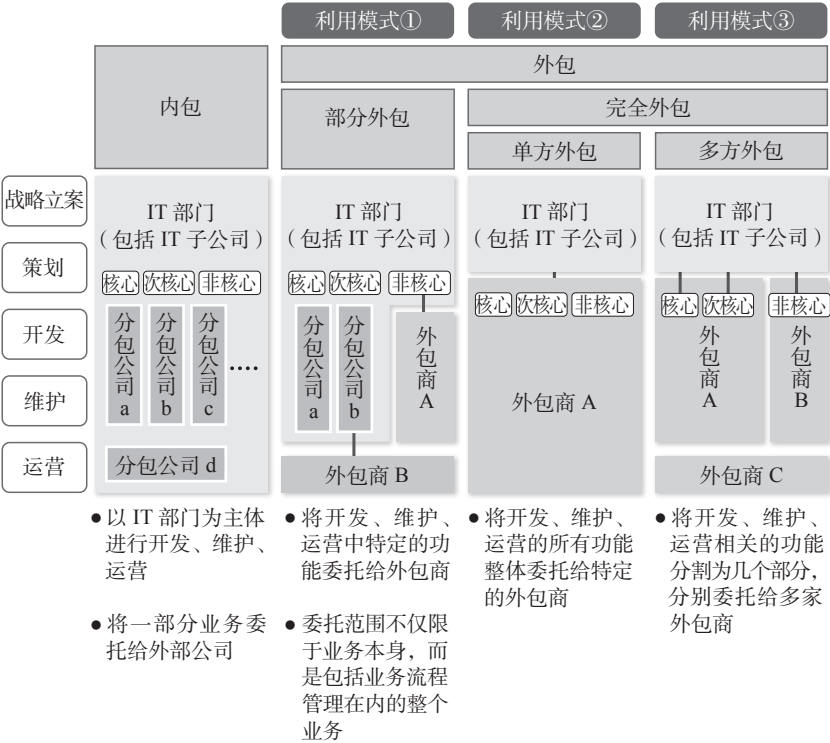 利用模式①
利用模式②
利用模式③
内包
外包
部分外包
完全外包
单方外包
多方外包
战略立案
策划
开发
维护
运营
IT 部门
（包括 IT 子公司）
核心 次核心 非核心
分包公司 a
分包公司 b
分包公司 c
····
分包公司 d
IT 部门
（包括 IT 子公司）
核心 次核心 非核心
分包公司 a
分包公司 b
外包商 A
外包商 B
IT 部门
（包括 IT 子公司）
核心 次核心 非核心
外包商 A
IT 部门
（包括 IT 子公司）
核心 次核心 非核心
外包商 A
外包商 B
外包商 C
●以 IT 部门为主体
进行开发、维护、
运营
●将一部分业务委
托给外部公司
●将开发、维护、
运营中特定的功
能委托给外包商
●委托范围不仅限
于业务本身，而
是包括业务流程
管理在内的整个
业务
●将开发、维护、
运营的所有功能
整体委托给特定
的外包商
●将开发、维护、
运营相关的功能
分割为几个部分，
分别委托给多家
外包商